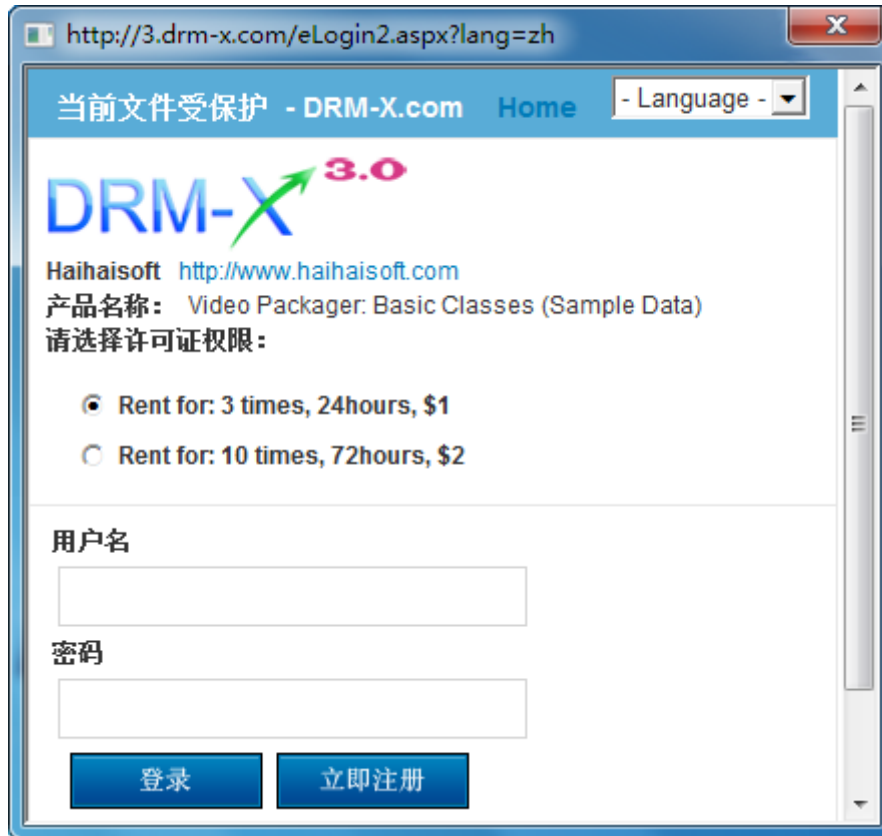 http://3.drm-x.com/eLogin2.aspx?lang=zh
当前文件受保护 - DRM-X.com Home - Language -
DRM-X 3.0
Haihaisoft http://www.haihaisoft.com
产品名称： Video Packager: Basic Classes (Sample Data)
请选择许可证权限：
Rent for: 3 times, 24hours, $1
Rent for: 10 times, 72hours, $2
用户名
密码
登录 立即注册